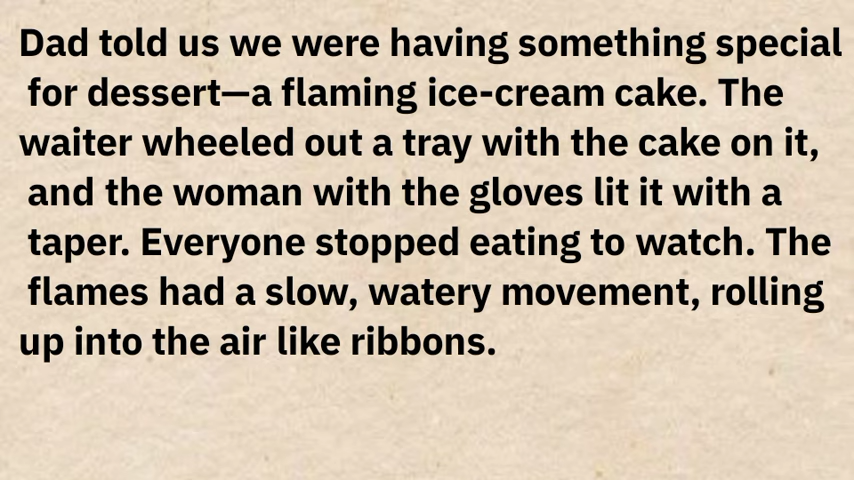 Dad told us we were having something special
for dessert—a flaming ice-cream cake. The
waiter wheeled out a tray with the cake on it,
and the woman with the gloves lit it with a
taper. Everyone stopped eating to watch. The
flames had a slow, watery movement, rolling
up into the air like ribbons.